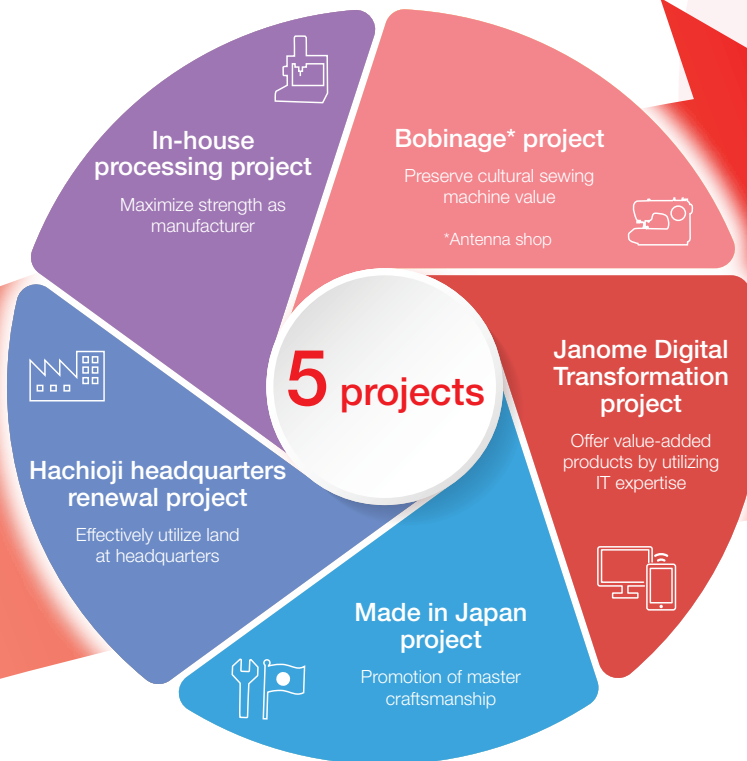 5 projects
Bobinage* project
Preserve cultural sewing
machine value
*Antenna shop
Janome Digital
Transformation
project
Offer value-added
products by utilizing
IT expertise
Made in Japan
project
Promotion of master
craftsmanship
Hachioji headquarters
renewal project
Effectively utilize land
at headquarters
In-house
processing project
Maximize strength as
manufacturer